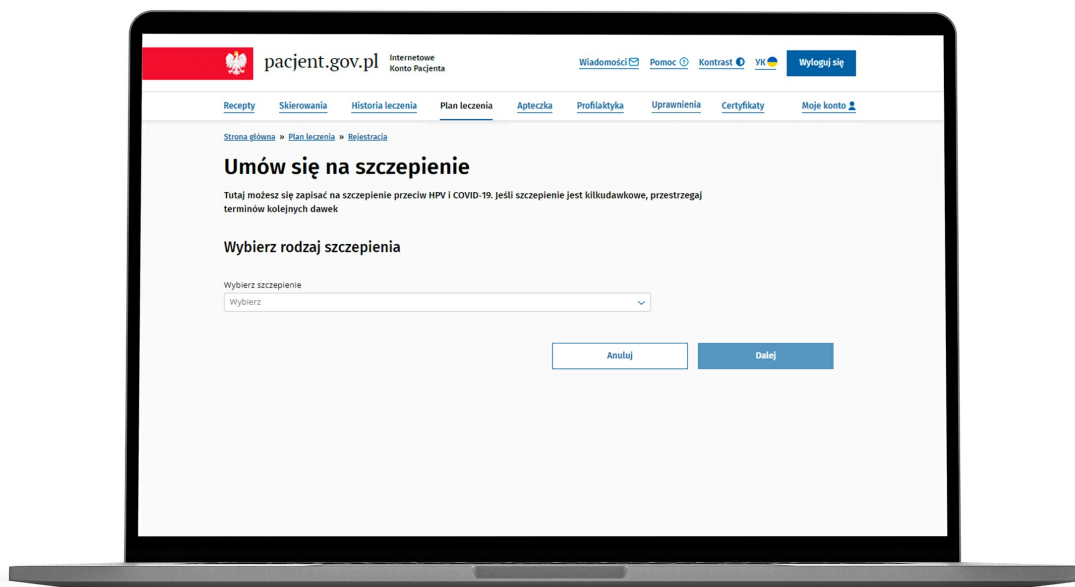 pacjent.gov.pl
Internetowe
Konto Pacjenta
Wiadomości Pomoc Kontrast УК Wyloguj się
Recepty Skierowania Historia leczenia Plan leczenia Apteczka Profilaktyka Uprawnienia Certyfikaty Moje konto
Strona główna » Plan leczenia » Rejestracja
Umów się na szczepienie
Tutaj możesz się zapisać na szczepienie przeciw HPV i COVID-19. Jeśli szczepienie jest kilkudawkowe, przestrzegaj
terminów kolejnych dawek
Wybierz rodzaj szczepienia
Wybierz szczepienie
Wybierz
Anuluj Dalej